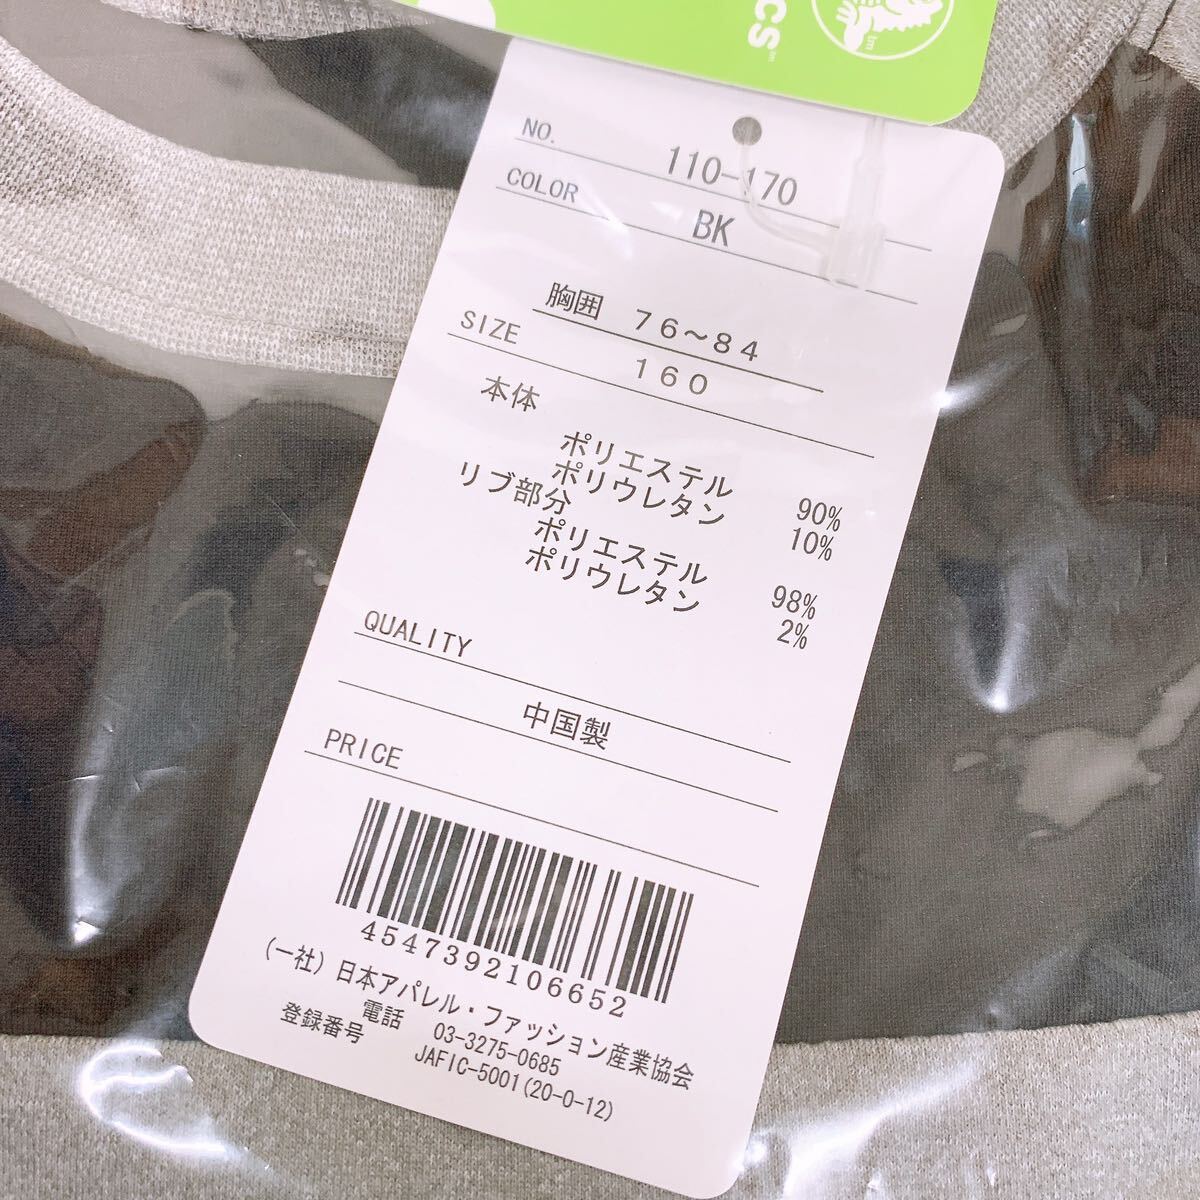 cs™
tm
NO. 110-170
COLOR BK
胸囲 76～84
SIZE 160
本体
ポリエステル 90%
ポリウレタン 10%
リブ部分
ポリエステル 98%
ポリウレタン 2%
QUALITY
中国製
PRICE
4547392106652
(一社)日本アパレル・ファッション産業協会
電話 03-3275-0685
登録番号 JAFIC-5001(20-0-12)